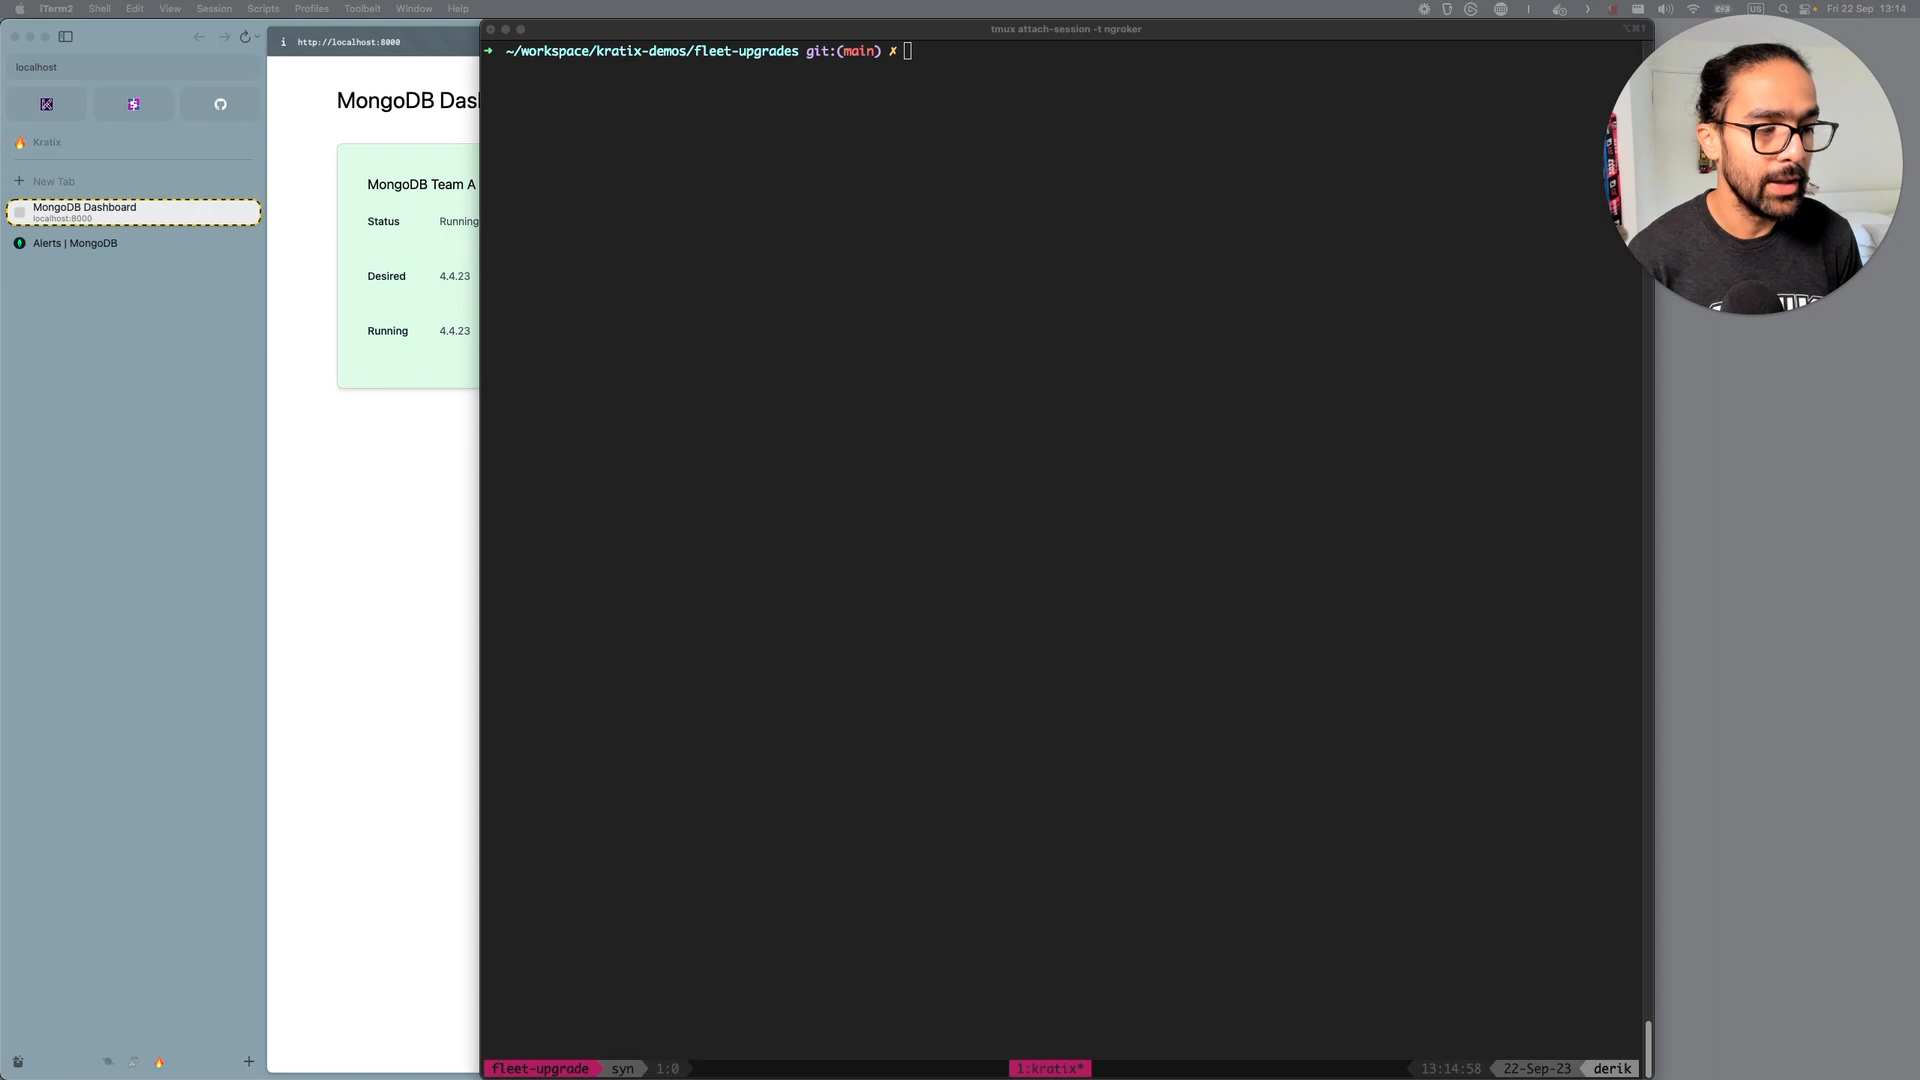 iTerm2 Shell Edit View Session Scripts Profiles Toolbelt Window Help
US Fri 22 Sep 13:14
localhost
Kratix
New Tab
MongoDB Dashboard
localhost:8000
Alerts | MongoDB
http://localhost:8000
MongoDB Das
MongoDB Team A
Status Running
Desired 4.4.23
Running 4.4.23
tmux attach-session -t ngroker
➜ ~/workspace/kratix-demos/fleet-upgrades git:(main) ✗
fleet-upgrade syn 1:0 1:kratix* 13:14:58 22-Sep-23 derik